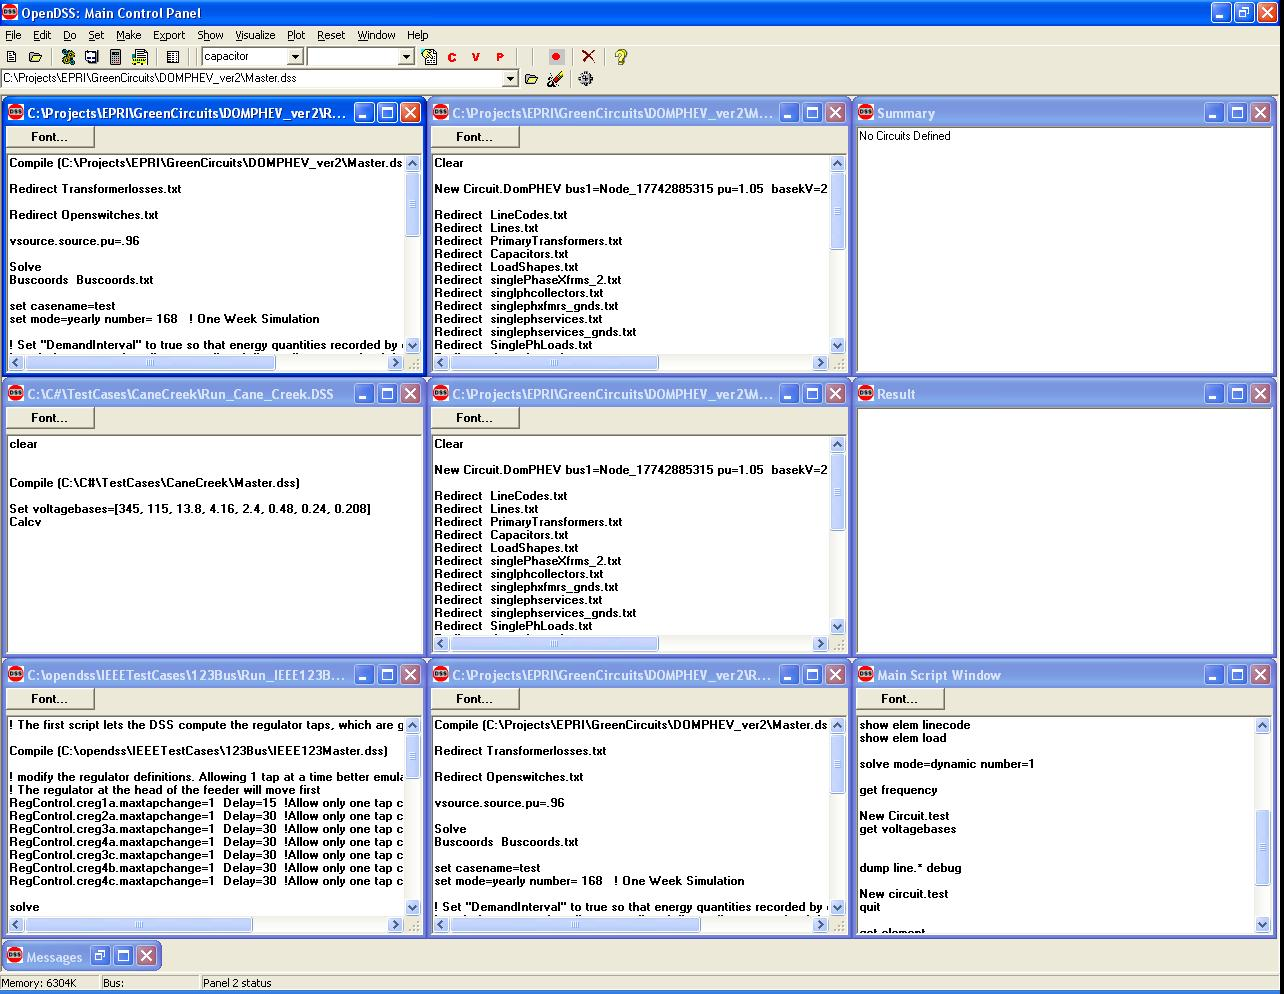 OpenDSS: Main Control Panel
File Edit Do Set Make Export Show Visualize Plot Reset Window Help
capacitor
C V P
C:\Projects\EPRI\GreenCircuits\DOMPHEV_ver2\Master.dss
C:\Projects\EPRI\GreenCircuits\DOMPHEV_ver2\R...
Font...
Compile (C:\Projects\EPRI\GreenCircuits\DOMPHEV_ver2\Master.ds
Redirect Transformerlosses.txt
Redirect Openswitches.txt
vsource.source.pu=.96
Solve
Buscoords Buscoords.txt
set casename=test
set mode=yearly number= 168 ! One Week Simulation
! Set "DemandInterval" to true so that energy quantities recorded by
C:\Projects\EPRI\GreenCircuits\DOMPHEV_ver2\M...
Font...
Clear
New Circuit.DomPHEV bus1=Node_17742885315 pu=1.05 basekV=2
Redirect LineCodes.txt
Redirect Lines.txt
Redirect PrimaryTransformers.txt
Redirect Capacitors.txt
Redirect LoadShapes.txt
Redirect singlePhaseXfrms_2.txt
Redirect singlphcollectors.txt
Redirect singlephxfmrs_gnds.txt
Redirect singlephservices.txt
Redirect singlephservices_gnds.txt
Redirect SinglePhLoads.txt
Summary
No Circuits Defined
C:\C#\TestCases\CaneCreek\Run_Cane_Creek.DSS
Font...
clear
Compile (C:\C#\TestCases\CaneCreek\Master.dss)
Set voltagebases=[345, 115, 13.8, 4.16, 2.4, 0.48, 0.24, 0.208]
Calcv
C:\Projects\EPRI\GreenCircuits\DOMPHEV_ver2\M...
Font...
Clear
New Circuit.DomPHEV bus1=Node_17742885315 pu=1.05 basekV=2
Redirect LineCodes.txt
Redirect Lines.txt
Redirect PrimaryTransformers.txt
Redirect Capacitors.txt
Redirect LoadShapes.txt
Redirect singlePhaseXfrms_2.txt
Redirect singlphcollectors.txt
Redirect singlephxfmrs_gnds.txt
Redirect singlephservices.txt
Redirect singlephservices_gnds.txt
Redirect SinglePhLoads.txt
Result
C:\opendss\IEEETestCases\123Bus\Run_IEEE123B...
Font...
! The first script lets the DSS compute the regulator taps, which are g
Compile (C:\opendss\IEEETestCases\123Bus\IEEE123Master.dss)
! modify the regulator definitions. Allowing 1 tap at a time better emula
! The regulator at the head of the feeder will move first
RegControl.creg1a.maxtapchange=1 Delay=15 !Allow only one tap c
RegControl.creg2a.maxtapchange=1 Delay=30 !Allow only one tap c
RegControl.creg3a.maxtapchange=1 Delay=30 !Allow only one tap c
RegControl.creg4a.maxtapchange=1 Delay=30 !Allow only one tap c
RegControl.creg3c.maxtapchange=1 Delay=30 !Allow only one tap c
RegControl.creg4b.maxtapchange=1 Delay=30 !Allow only one tap c
RegControl.creg4c.maxtapchange=1 Delay=30 !Allow only one tap c
solve
C:\Projects\EPRI\GreenCircuits\DOMPHEV_ver2\R...
Font...
Compile (C:\Projects\EPRI\GreenCircuits\DOMPHEV_ver2\Master.ds
Redirect Transformerlosses.txt
Redirect Openswitches.txt
vsource.source.pu=.96
Solve
Buscoords Buscoords.txt
set casename=test
set mode=yearly number= 168 ! One Week Simulation
! Set "DemandInterval" to true so that energy quantities recorded by
Main Script Window
Font...
show elem linecode
show elem load
solve mode=dynamic number=1
get frequency
New Circuit.test
get voltagebases
dump line.* debug
New circuit.test
quit
get element
Messages
Memory: 6304K Bus: Panel 2 status